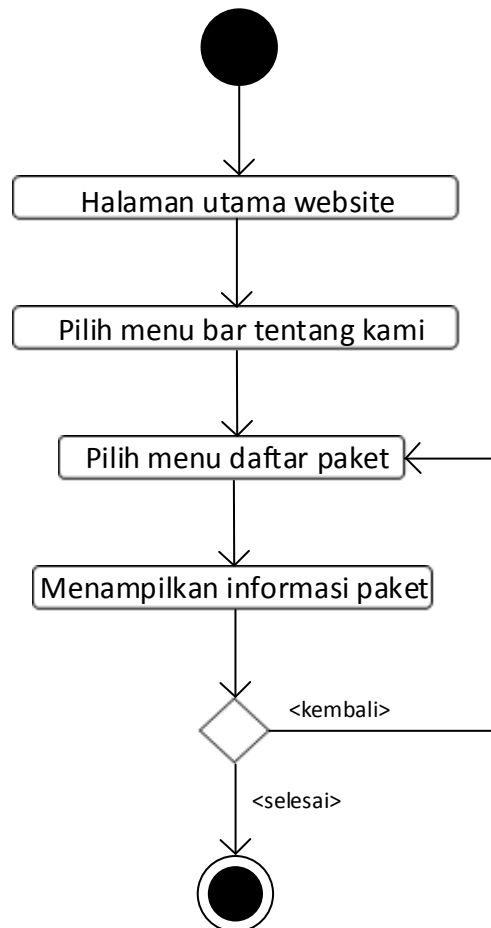 Halaman utama website
Pilih menu bar tentang kami
Pilih menu daftar paket
Menampilkan informasi paket
<kembali>
<selesai>